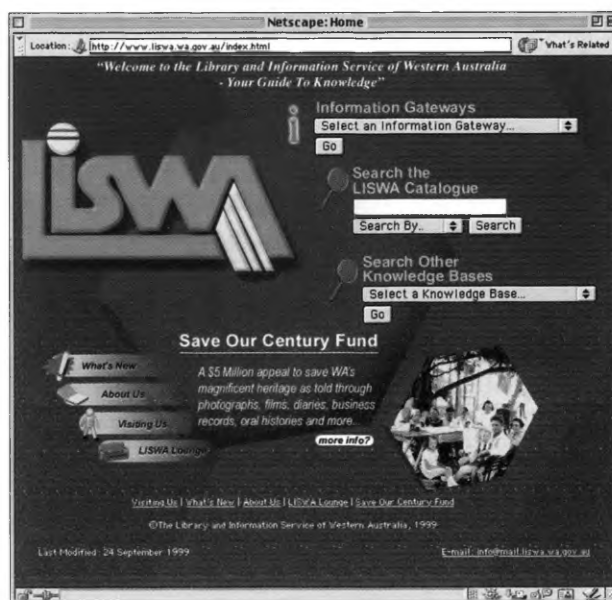 Netscape: Home
Location: http://www.liswa.wa.gov.au/index.html
What's Related
"Welcome to the Library and Information Service of Western Australia
- Your Guide To Knowledge"
LISWA
Information Gateways
Select an Information Gateway...
Go
Search the
LISWA Catalogue
Search By..
Search
Search Other
Knowledge Bases
Select a Knowledge Base...
Go
What's New
About Us
Visiting Us
LISWA Lounge
Save Our Century Fund
A $5 Million appeal to save WA's
magnificent heritage as told through
photographs, films, diaries, business
records, oral histories and more...
more info?
Visiting Us | What's New | About Us | LISWA Lounge | Save Our Century Fund
©The Library and Information Service of Western Australia, 1999
Last Modified: 24 September 1999
E-mail: info@mail.liswa.wa.gov.au